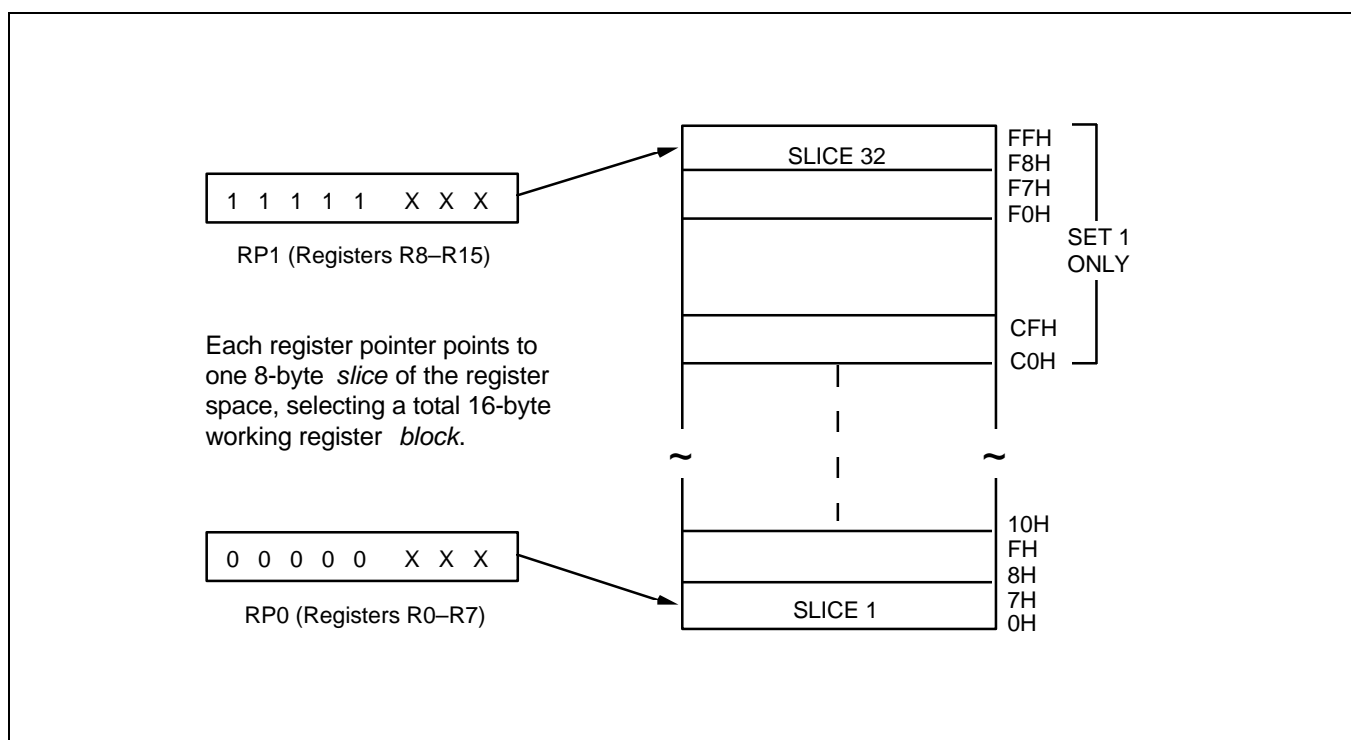 1 1 1 1 1 X X X
RP1 (Registers R8–R15)
Each register pointer points to
one 8-byte slice of the register
space, selecting a total 16-byte
working register block.
0 0 0 0 0 X X X
RP0 (Registers R0–R7)
SLICE 32
FFH
F8H
F7H
F0H
SET 1
ONLY
CFH
C0H
~
~
10H
FH
8H
7H
0H
SLICE 1